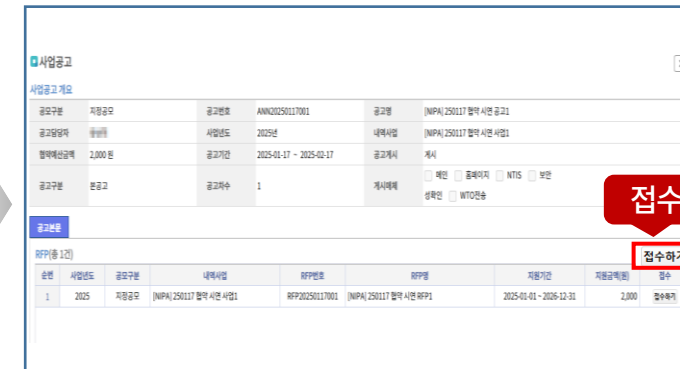 사업공고
사업공고 개요
공모구분 지정공모 공고번호 ANN20250117001 공고명 [NIPA] 250117 협약 시연 공고1
공고담당자 사업년도 2025년 내역사업 [NIPA] 250117 협약 시연 사업1
협약예산금액 2,000 원 공고기간 2025-01-17 ~ 2025-02-17 공고게시 게시
공고구분 본공고 공고차수 1 게시매체 메인 홈페이지 NTIS 보안
성확인 WTO전송
접수
공고본문
RFP(총 1건)
접수하기
순번 사업년도 공모구분 내역사업 RFP번호 RFP명 지원기간 지원금액(원) 접수
1 2025 지정공모 [NIPA] 250117 협약 시연 사업1 RFP20250117001 [NIPA] 250117 협약 시연 RFP1 2025-01-01 ~ 2026-12-31 2,000 접수하기